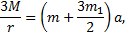 3M/r = (m + 3m₁/2) a,